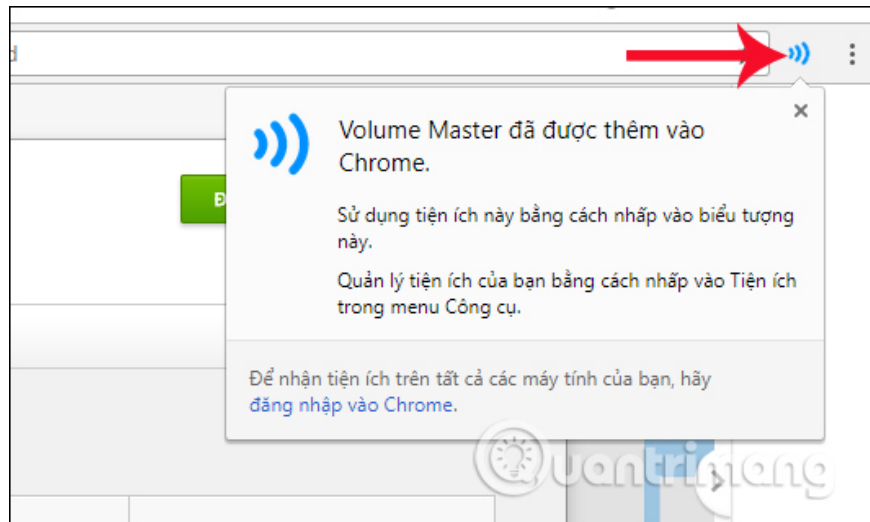 d
Volume Master đã được thêm vào
Chrome.
Đ
Sử dụng tiện ích này bằng cách nhấp vào biểu tượng
này.
Quản lý tiện ích của bạn bằng cách nhấp vào Tiện ích
trong menu Công cụ.
Để nhận tiện ích trên tất cả các máy tính của bạn, hãy
đăng nhập vào Chrome.
Quantrimang